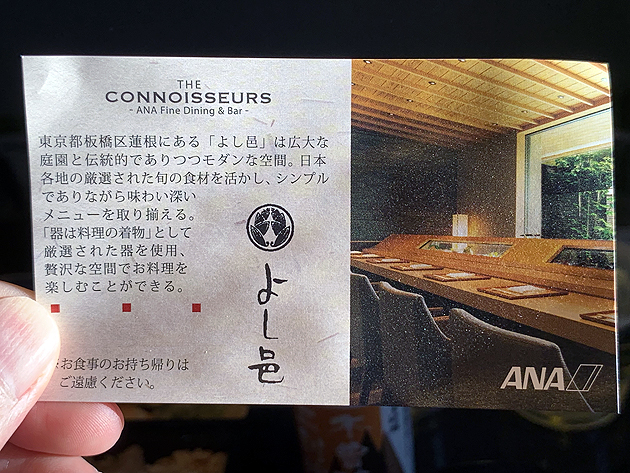 THE
CONNOISSEURS
- ANA Fine Dining & Bar -
東京都板橋区蓮根にある「よし邑」は広大な
庭園と伝統的でありつつモダンな空間。日本
各地の厳選された旬の食材を活かし、シンプル
でありながら味わい深い
メニューを取り揃える。
「器は料理の着物」として
厳選された器を使用、
贅沢な空間でお料理を
楽しむことができる。
よし邑
お食事のお持ち帰りは
ご遠慮ください。
ANA